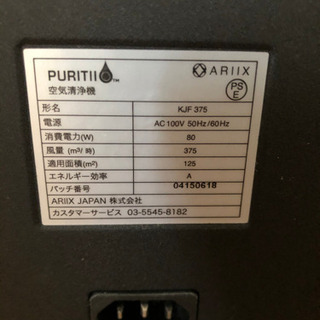 PURITII™ ARIIX PS E
空気清浄機
形名 KJF 375
電源 AC 100V 50Hz/60Hz
消費電力(W) 80
風量 (m³/時) 375
適用面積(m²) 125
エネルギー効率 A
バッチ番号 04150618
ARIIX JAPAN 株式会社
カスタマーサービス 03-5545-8182